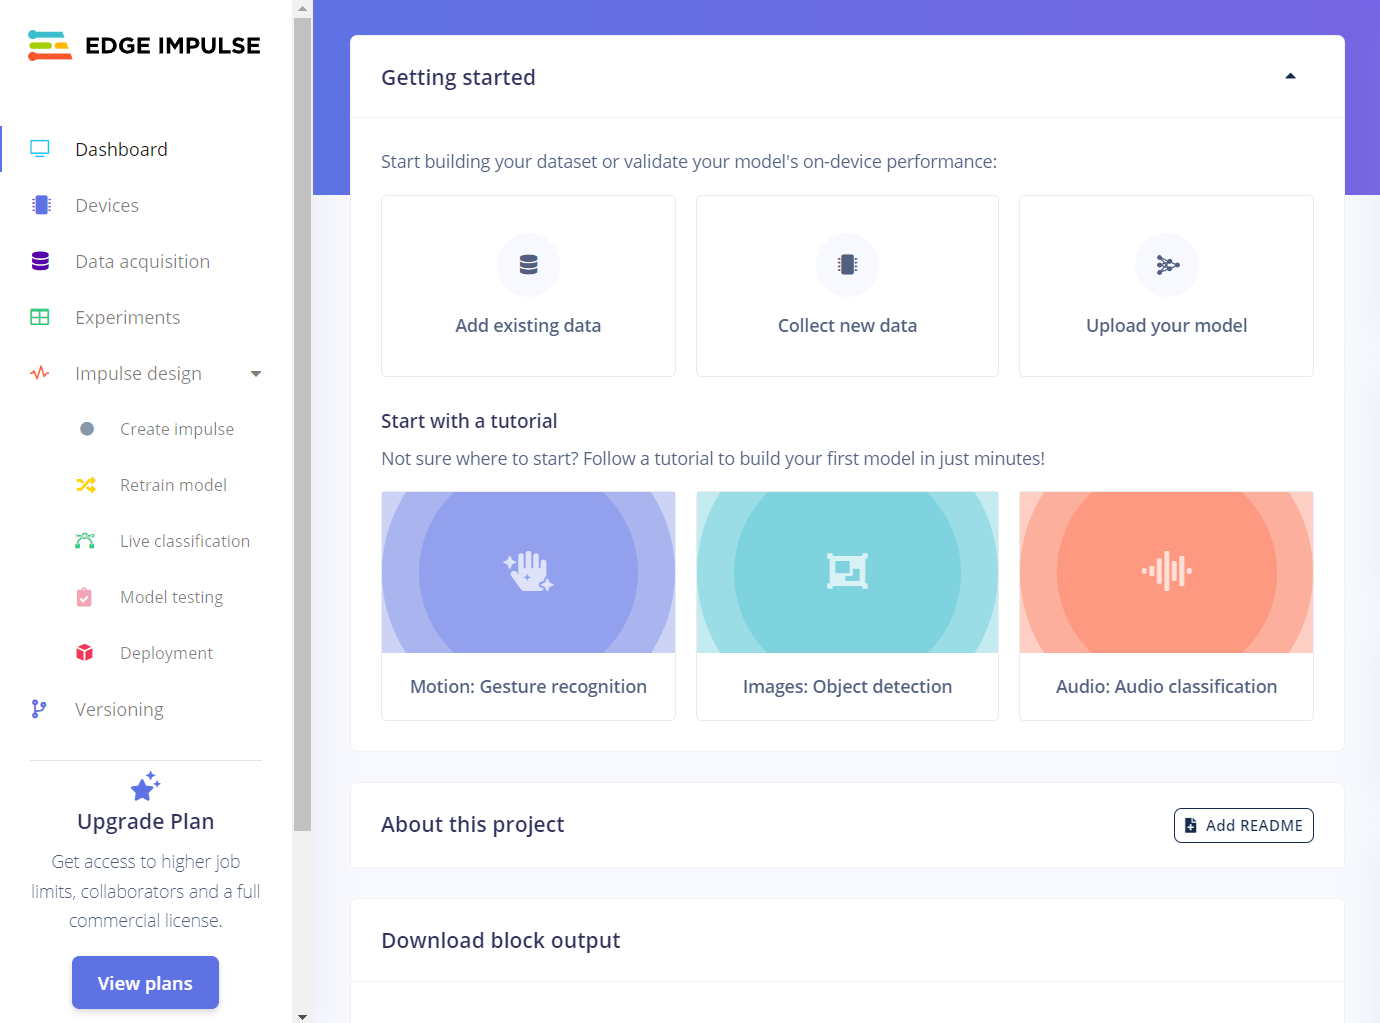 EDGE IMPULSE
Dashboard
Devices
Data acquisition
Experiments
Impulse design
Create impulse
Retrain model
Live classification
Model testing
Deployment
Versioning
Upgrade Plan
Get access to higher job
limits, collaborators and a full
commercial license.
View plans
Getting started
Start building your dataset or validate your model's on-device performance:
Add existing data
Collect new data
Upload your model
Start with a tutorial
Not sure where to start? Follow a tutorial to build your first model in just minutes!
Motion: Gesture recognition
Images: Object detection
Audio: Audio classification
About this project
Add README
Download block output